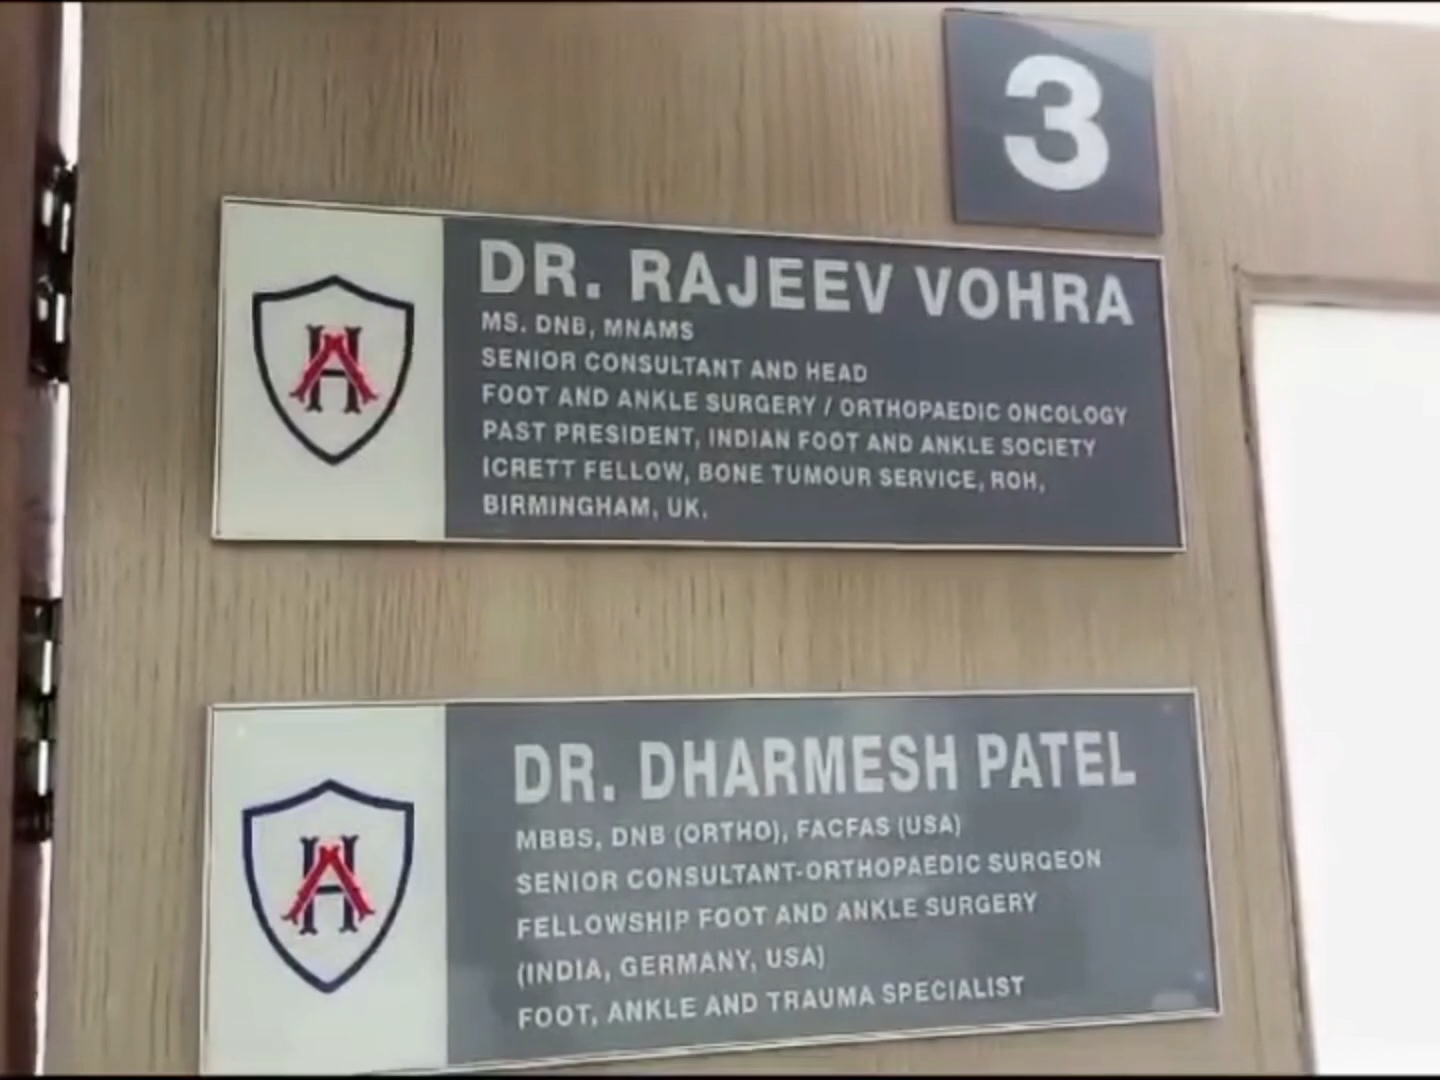 3
DR. RAJEEV VOHRA
MS. DNB, MNAMS
SENIOR CONSULTANT AND HEAD
FOOT AND ANKLE SURGERY / ORTHOPAEDIC ONCOLOGY
PAST PRESIDENT, INDIAN FOOT AND ANKLE SOCIETY
ICRETT FELLOW, BONE TUMOUR SERVICE, ROH,
BIRMINGHAM, UK.
DR. DHARMESH PATEL
MBBS, DNB (ORTHO), FACFAS (USA)
SENIOR CONSULTANT-ORTHOPAEDIC SURGEON
FELLOWSHIP FOOT AND ANKLE SURGERY
(INDIA, GERMANY, USA)
FOOT, ANKLE AND TRAUMA SPECIALIST